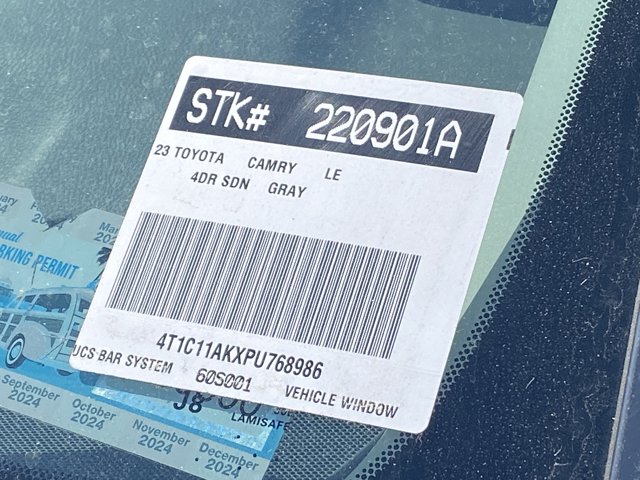 STK# 220901A
23 TOYOTA CAMRY LE
4DR SDN GRAY
4T1C11AKXPU768986
UCS BAR SYSTEM 60S001 VEHICLE WINDOW
PERMIT
September
2024
October
2024
November
2024
December
2024
LAMISAFE